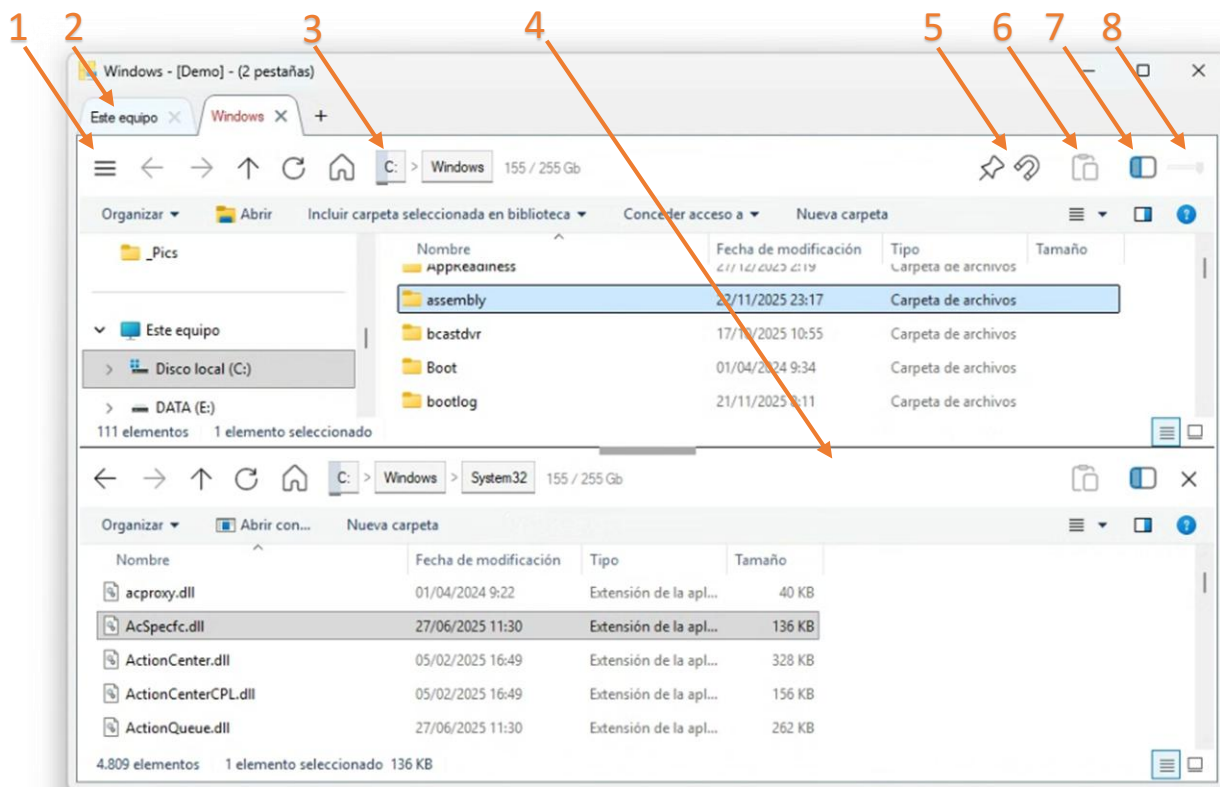 1 2 3 4 5 6 7 8
Windows - [Demo] - (2 pestañas)
Este equipo Windows
C: > Windows 155 / 255 Gb
Organizar Abrir Incluir carpeta seleccionada en biblioteca Conceder acceso a Nueva carpeta
_Pics
Este equipo
Disco local (C:)
DATA (E:)
Nombre Fecha de modificación Tipo Tamaño
AppReadiness 27/12/2025 2:19 Carpeta de archivos
assembly 22/11/2025 23:17 Carpeta de archivos
bcastdvr 17/10/2025 10:55 Carpeta de archivos
Boot 01/04/2024 9:34 Carpeta de archivos
bootlog 21/11/2025 :11 Carpeta de archivos
111 elementos 1 elemento seleccionado
C: > Windows > System32 155 / 255 Gb
Organizar Abrir con... Nueva carpeta
Nombre Fecha de modificación Tipo Tamaño
acproxy.dll 01/04/2024 9:22 Extensión de la apl... 40 KB
AcSpecfc.dll 27/06/2025 11:30 Extensión de la apl... 136 KB
ActionCenter.dll 05/02/2025 16:49 Extensión de la apl... 328 KB
ActionCenterCPL.dll 05/02/2025 16:49 Extensión de la apl... 156 KB
ActionQueue.dll 27/06/2025 11:30 Extensión de la apl... 262 KB
4.809 elementos 1 elemento seleccionado 136 KB